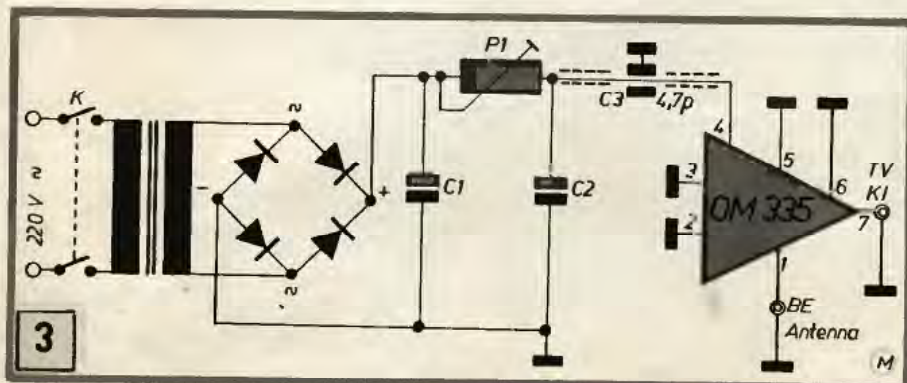 K
220 V ≈
≈
≈
-
+
P1
C1
C2
C3
4,7p
4
5
6
3
2
OM 335
7
TV
KI
1
BE
Antenna
3
M